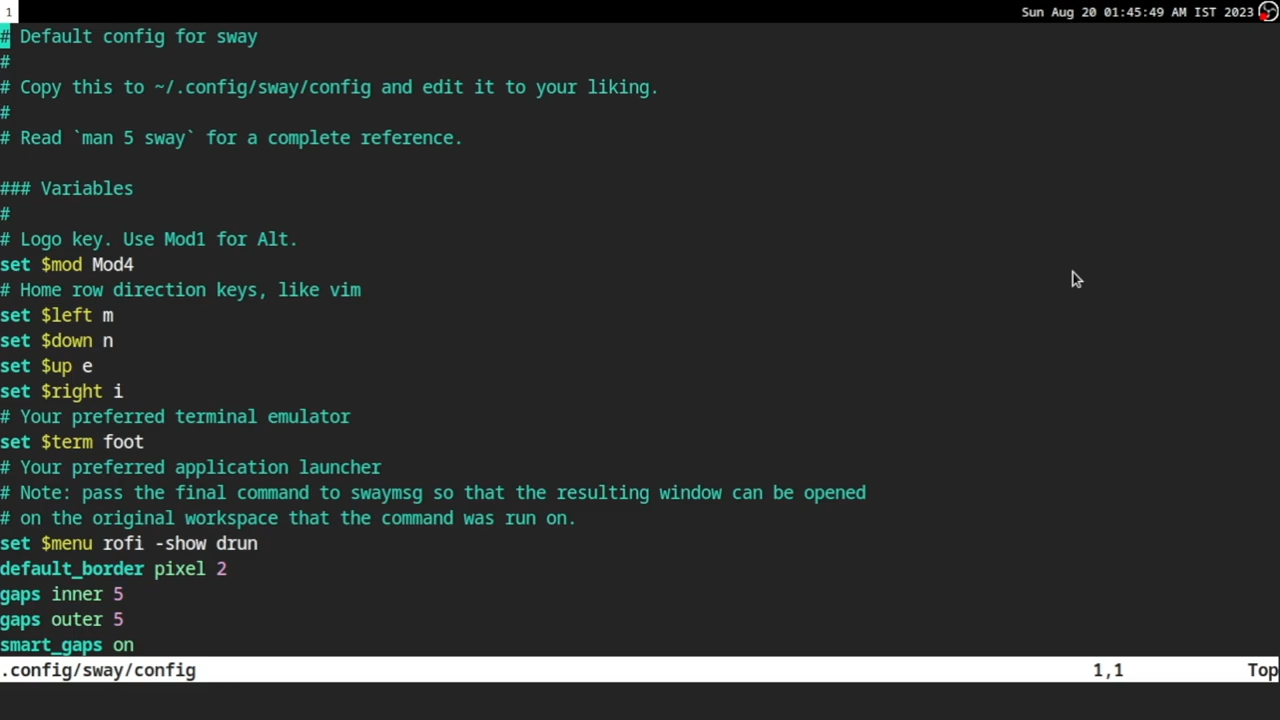 1
Sun Aug 20 01:45:49 AM IST 2023
# Default config for sway
#
# Copy this to ~/.config/sway/config and edit it to your liking.
#
# Read `man 5 sway` for a complete reference.
### Variables
#
# Logo key. Use Mod1 for Alt.
set $mod Mod4
# Home row direction keys, like vim
set $left m
set $down n
set $up e
set $right i
# Your preferred terminal emulator
set $term foot
# Your preferred application launcher
# Note: pass the final command to swaymsg so that the resulting window can be opened
# on the original workspace that the command was run on.
set $menu rofi -show drun
default_border pixel 2
gaps inner 5
gaps outer 5
smart_gaps on
.config/sway/config 1,1 Top